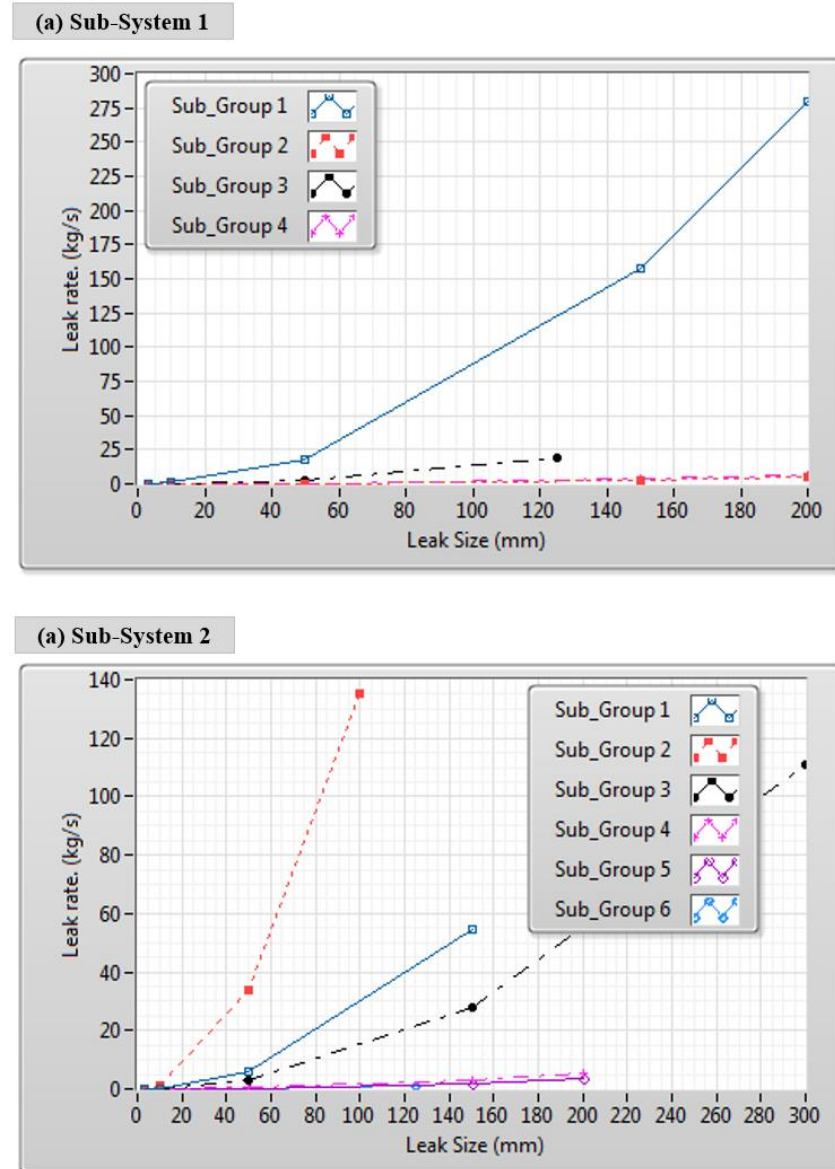 (a) Sub-System 1
300
275
250
225
200
175
150
125
100
75
50
25
0
Leak rate. (kg/s)
Sub_Group 1
Sub_Group 2
Sub_Group 3
Sub_Group 4
0 20 40 60 80 100 120 140 160 180 200
Leak Size (mm)
(a) Sub-System 2
140
120
100
80
60
40
20
0
Leak rate. (kg/s)
Sub_Group 1
Sub_Group 2
Sub_Group 3
Sub_Group 4
Sub_Group 5
Sub_Group 6
0 20 40 60 80 100 120 140 160 180 200 220 240 260 280 300
Leak Size (mm)